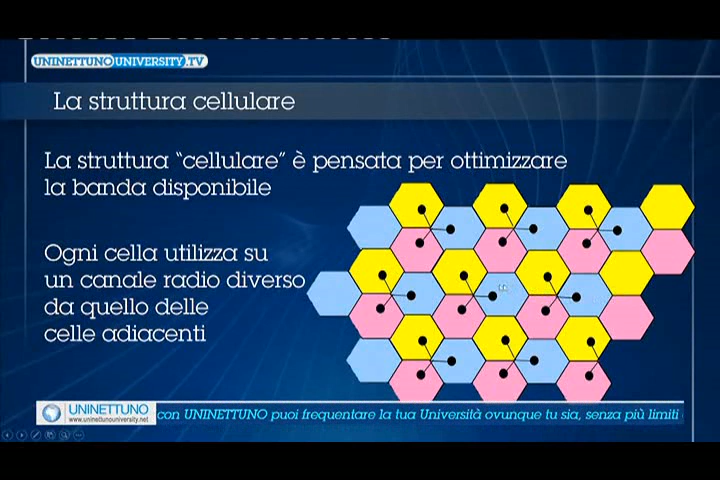 UNINETTUNOUNIVERSITY.TV
La struttura cellulare
La struttura “cellulare” è pensata per ottimizzare
la banda disponibile
Ogni cella utilizza su
un canale radio diverso
da quello delle
celle adiacenti
UNINETTUNO
www.uninettunouniversity.net
con UNINETTUNO puoi frequentare la tua Università ovunque tu sia, senza più limiti